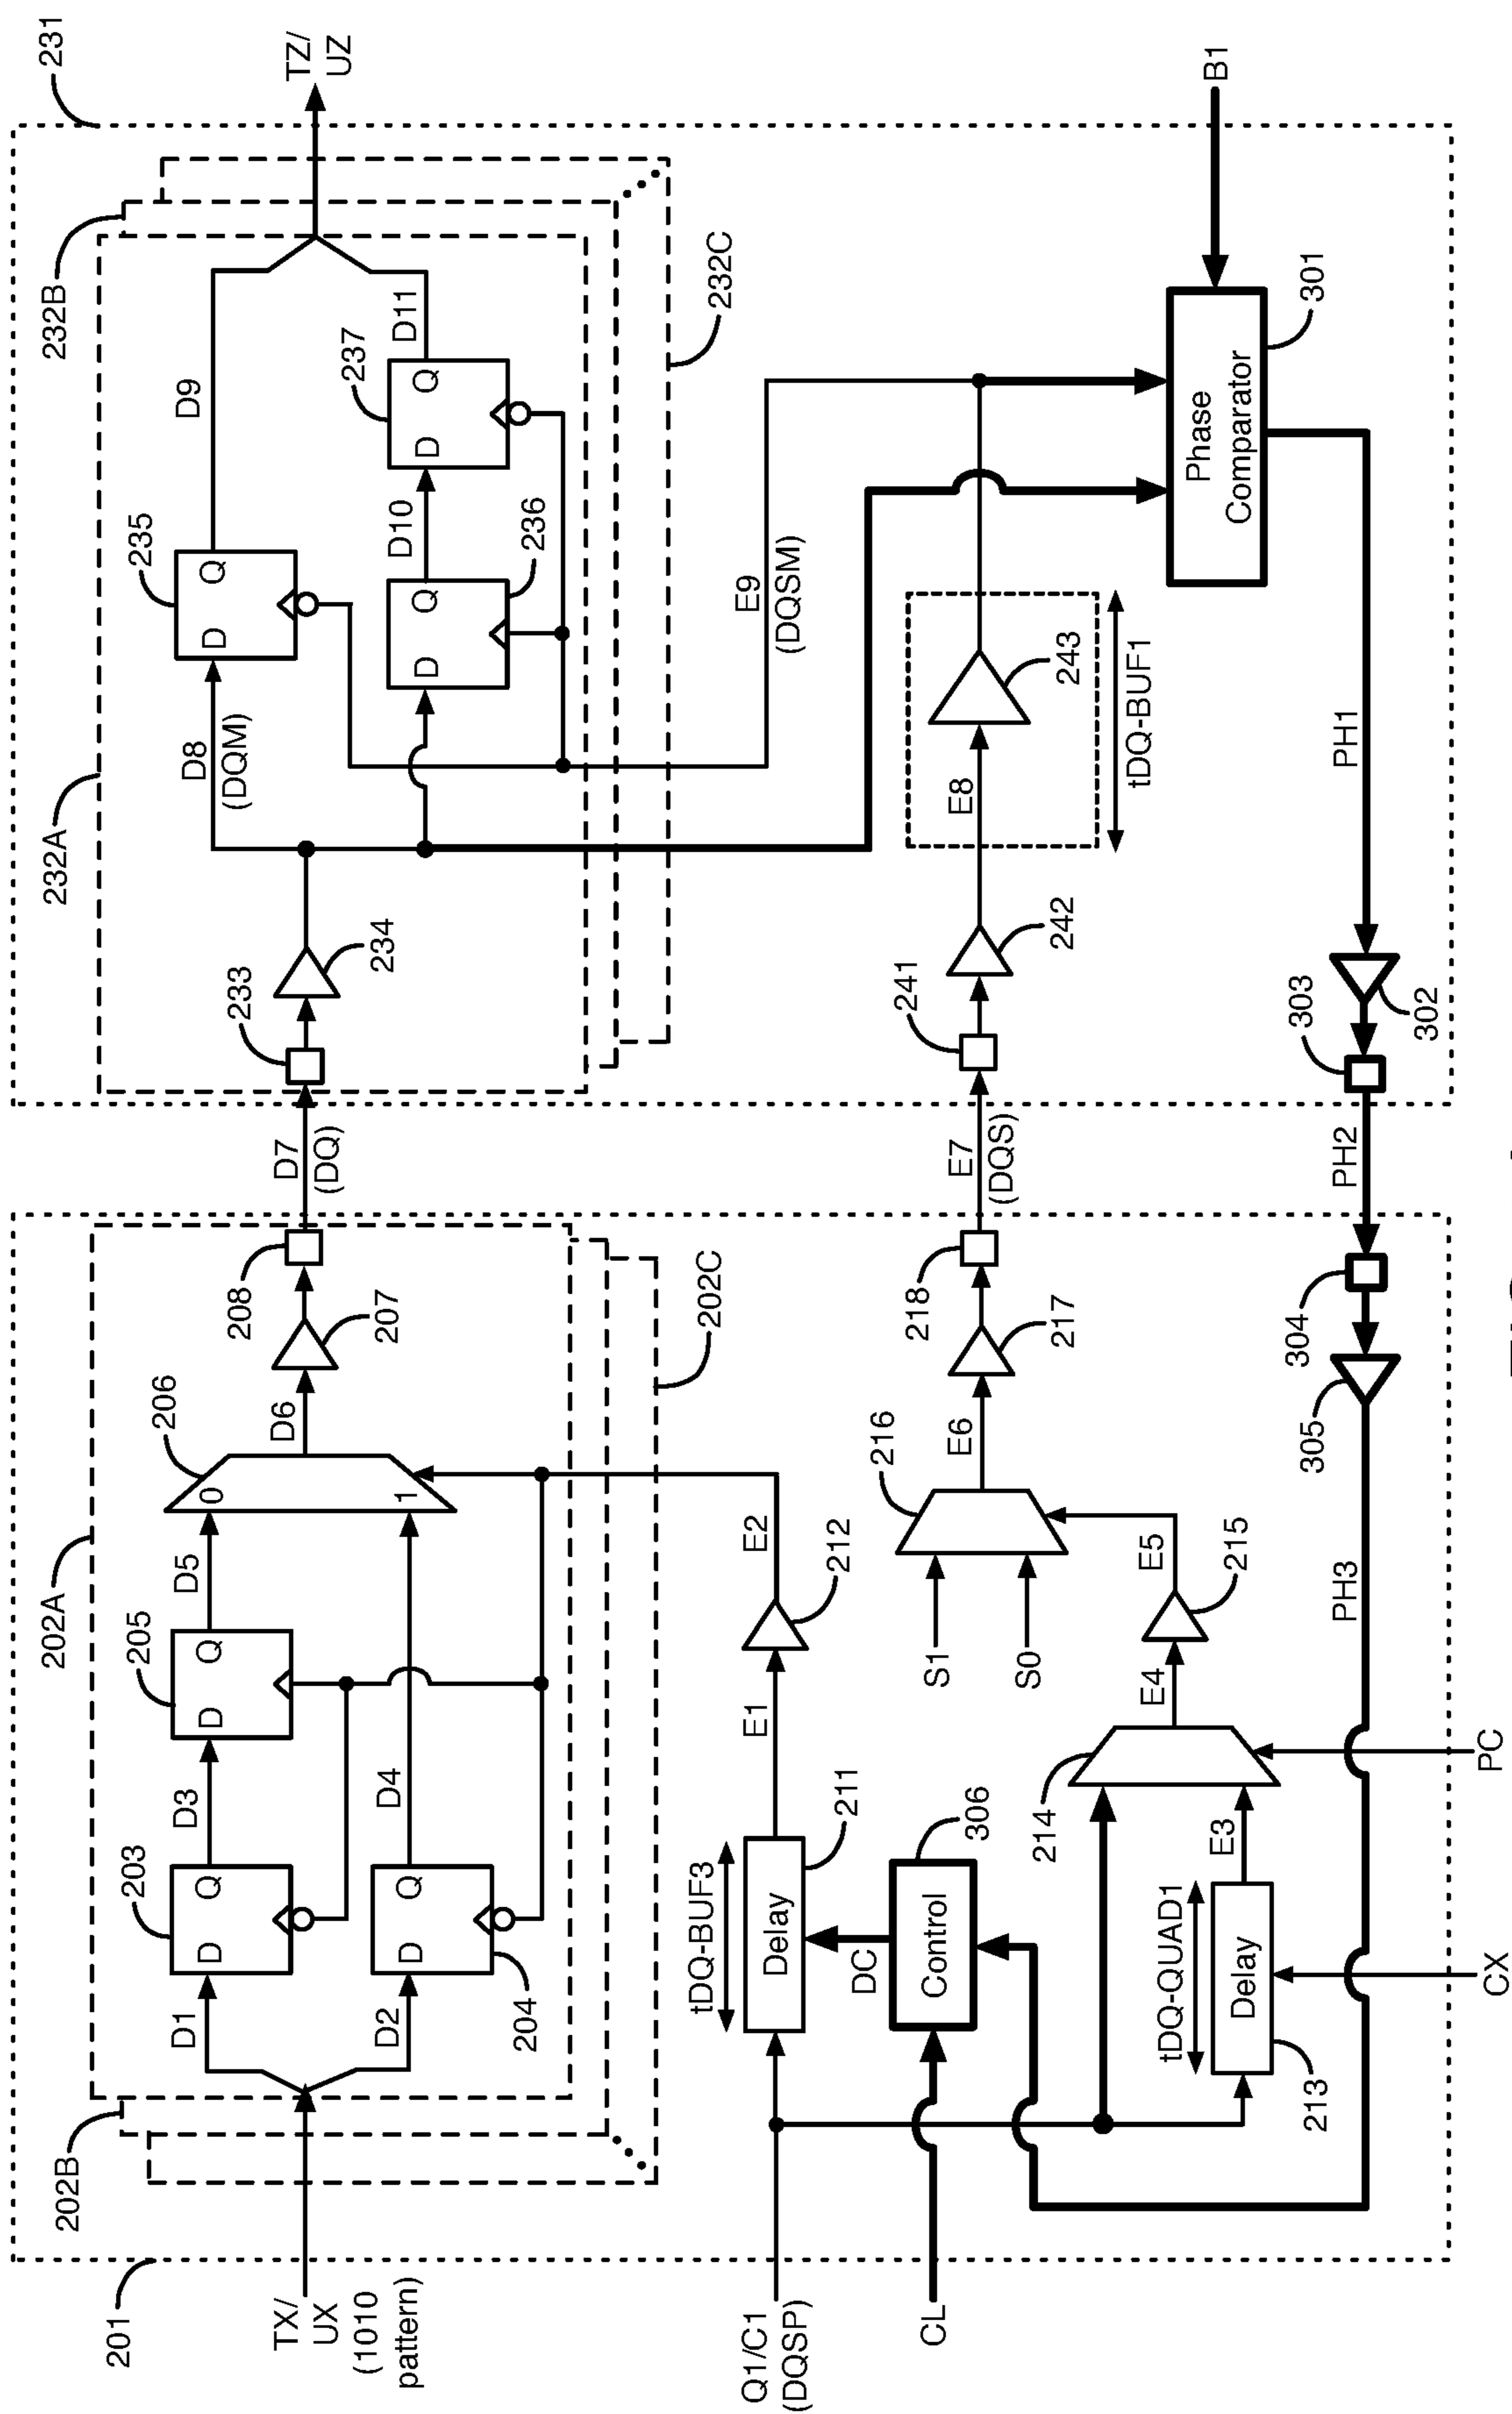 231
TZ/
UZ
232B
232A
D9
235
D
Q
D8
(DQM)
237
D11
D
Q
D10
236
D
Q
232C
234
233
E9
(DQSM)
B1
301
Phase
Comparator
243
E8
tDQ-BUF1
242
241
PH1
302
303
D7
(DQ)
E7
(DQS)
PH2
202A
208
207
206
D6
0
1
202C
D5
205
D
Q
D3
D4
203
D
Q
D1
D2
D
Q
204
202B
201
TX/
UX
(1010
pattern)
218
217
216
E6
E2
212
S1
S0
E5
215
E1
E4
304
305
PH3
211
tDQ-BUF3
Delay
DC
306
Control
214
E3
tDQ-QUAD1
Delay
213
PC
CX
Q1/C1
(DQSP)
CL